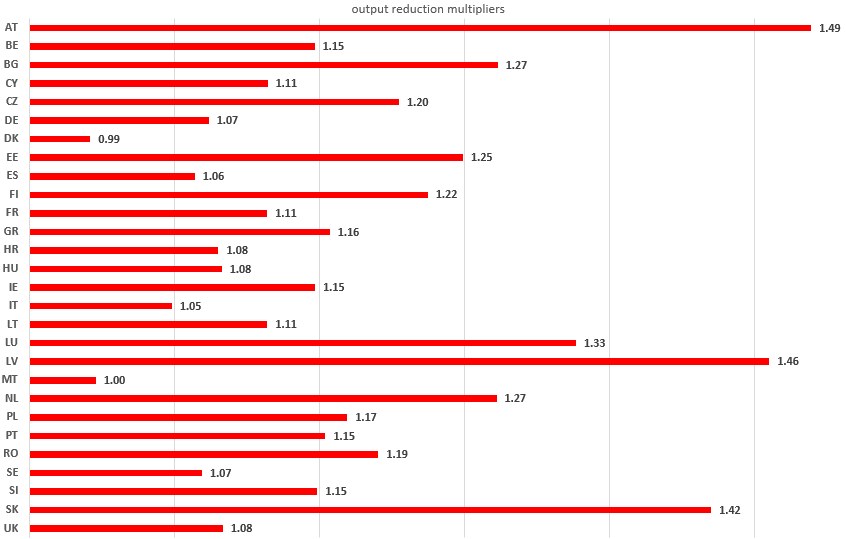 output reduction multipliers
AT 1.49
BE 1.15
BG 1.27
CY 1.11
CZ 1.20
DE 1.07
DK 0.99
EE 1.25
ES 1.06
FI 1.22
FR 1.11
GR 1.16
HR 1.08
HU 1.08
IE 1.15
IT 1.05
LT 1.11
LU 1.33
LV 1.46
MT 1.00
NL 1.27
PL 1.17
PT 1.15
RO 1.19
SE 1.07
SI 1.15
SK 1.42
UK 1.08